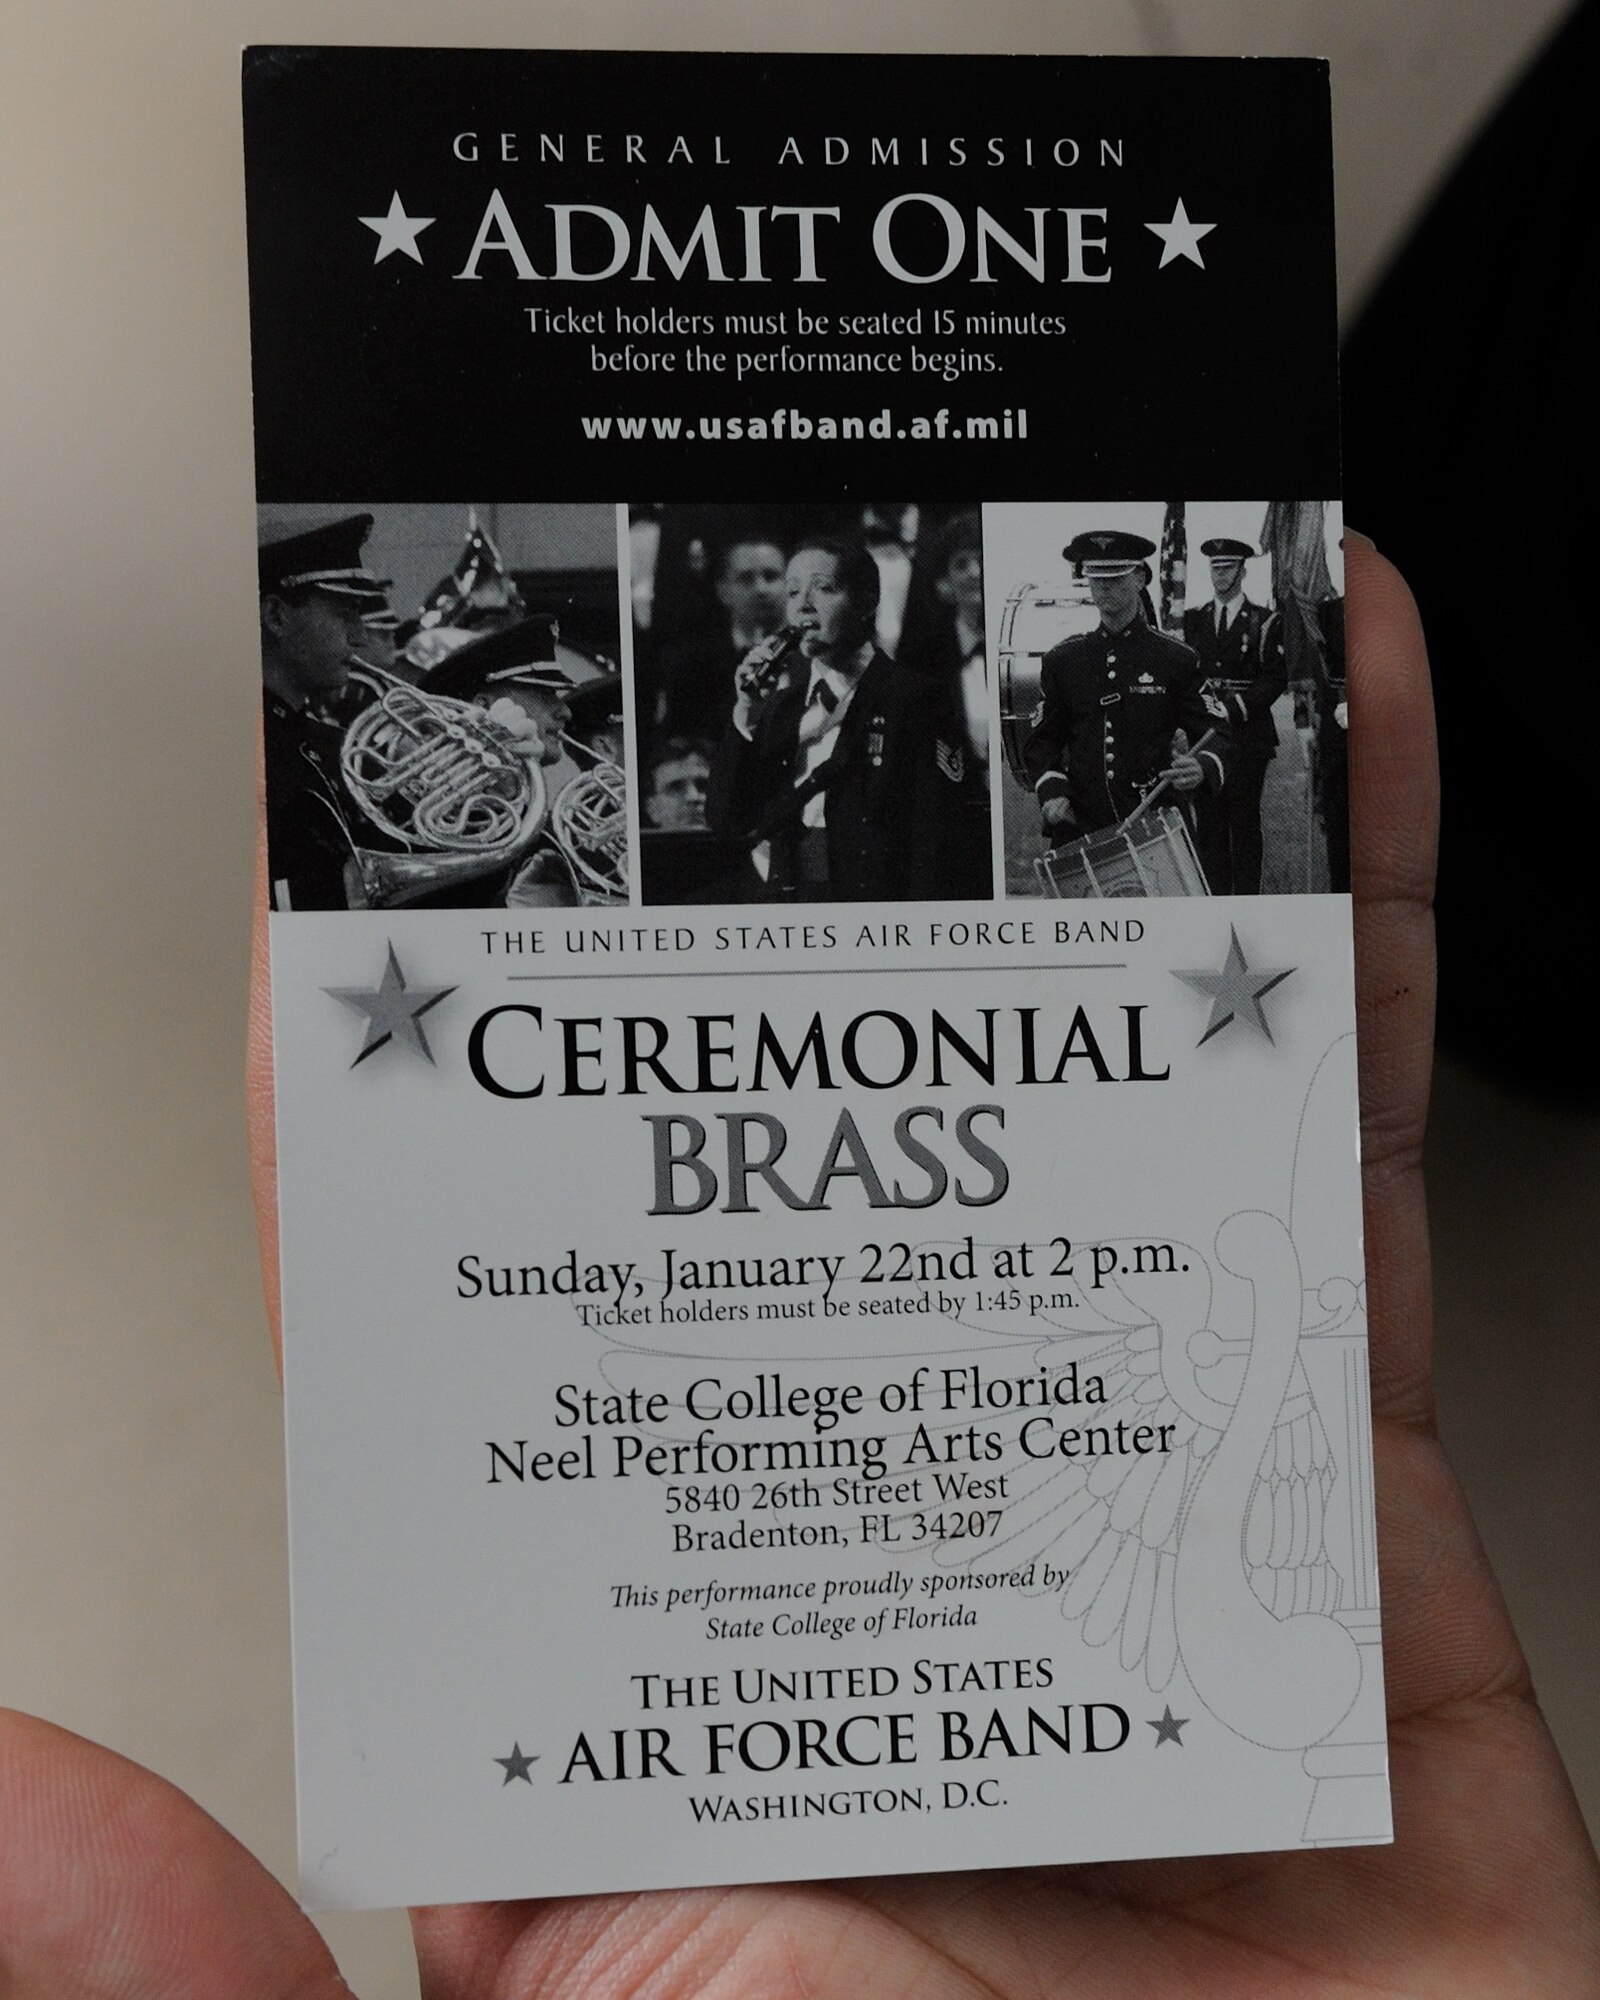 GENERAL ADMISSION
ADMIT ONE
Ticket holders must be seated 15 minutes
before the performance begins.
www.usafband.af.mil
THE UNITED STATES AIR FORCE BAND
CEREMONIAL
BRASS
Sunday, January 22nd at 2 p.m.
Ticket holders must be seated by 1:45 p.m.
State College of Florida
Neel Performing Arts Center
5840 26th Street West
Bradenton, FL 34207
This performance proudly sponsored by
State College of Florida
THE UNITED STATES
AIR FORCE BAND
WASHINGTON, D.C.